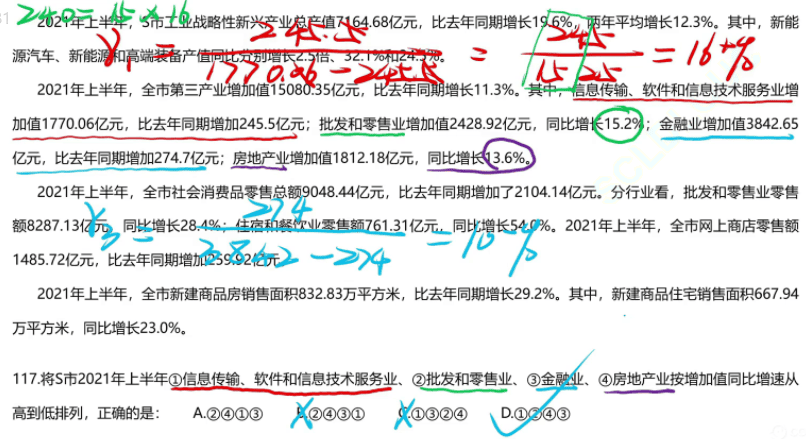 240=15×16
2021年上半年，S市工业战略性新兴产业总产值7164.68亿元，比去年同期增长19.6%，两年平均增长12.3%。其中，新能
源汽车、新能源和高端装备产值同比分别增长2.5倍、32.1%和24.5%。
r₁ = 245.5 / 1770.06-245.5 = 245 / 1525 = 16+%
2021年上半年，全市第三产业增加值15080.35亿元，比去年同期增长11.3%。其中，信息传输、软件和信息技术服务业增
加值1770.06亿元，比去年同期增加245.5亿元；批发和零售业增加值2428.92亿元，同比增长15.2%；金融业增加值3842.65
亿元，比去年同期增加274.7亿元；房地产业增加值1812.18亿元，同比增长13.6%。
2021年上半年，全市社会消费品零售总额9048.44亿元，比去年同期增加了2104.14亿元。分行业看，批发和零售业零售
额8287.13亿元，同比增长28.4%；住宿和餐饮业零售额761.31亿元，同比增长54.0%。2021年上半年，全市网上商店零售额
r₃ = 274 / 3842-274 = 10-%
1485.72亿元，比去年同期增加259.92亿元
2021年上半年，全市新建商品房销售面积832.83万平方米，比去年同期增长29.2%。其中，新建商品住宅销售面积667.94
万平方米，同比增长23.0%。
117.将S市2021年上半年①信息传输、软件和信息技术服务业、②批发和零售业、③金融业、④房地产业按增加值同比增速从
高到低排列，正确的是： A.②④①③ B.②④③① C.①③②④ D.①②④③